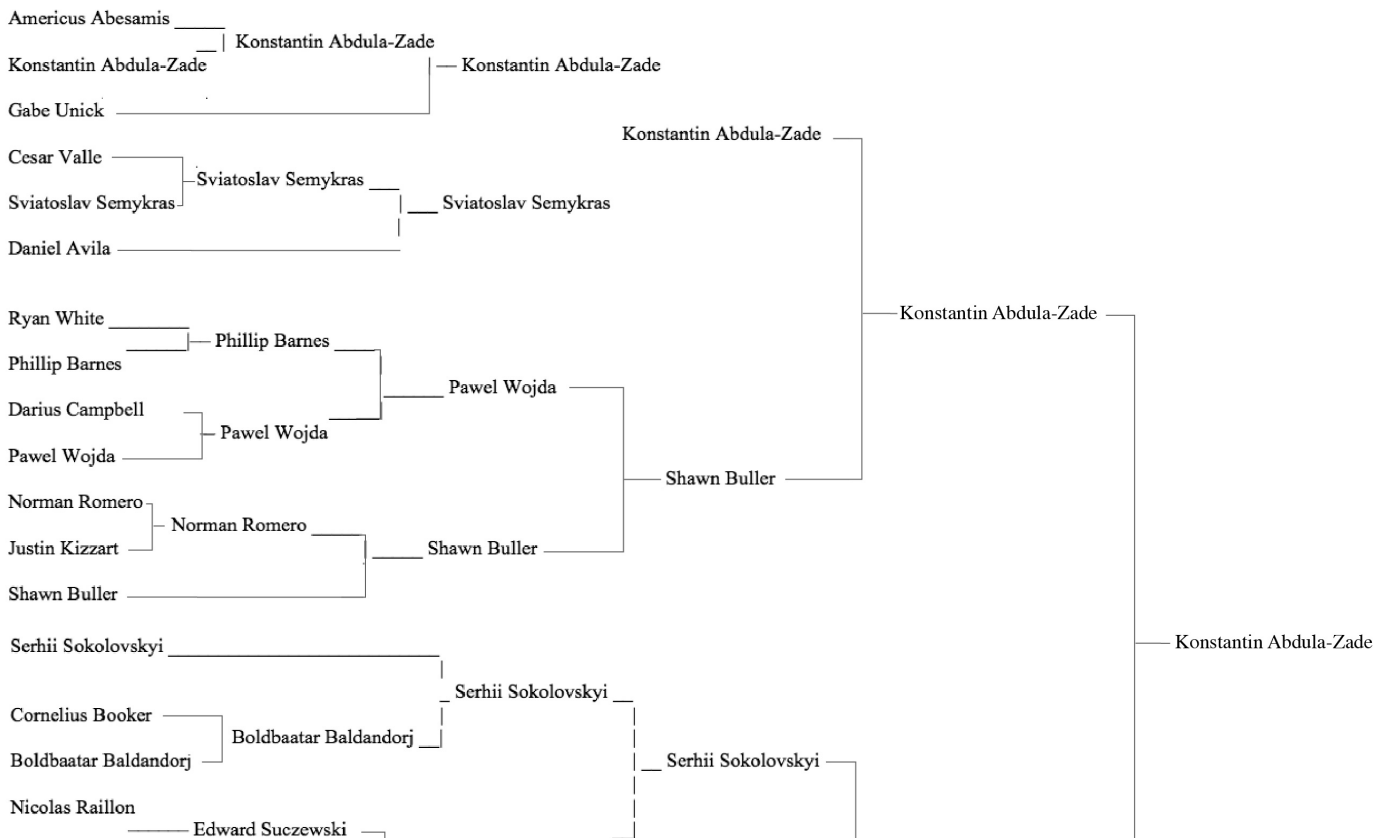 Americus Abesamis
Konstantin Abdula-Zade
Konstantin Abdula-Zade
Konstantin Abdula-Zade
Gabe Unick
Konstantin Abdula-Zade
Cesar Valle
Sviatoslav Semykras
Sviatoslav Semykras
Sviatoslav Semykras
Daniel Avila
Konstantin Abdula-Zade
Ryan White
Phillip Barnes
Phillip Barnes
Pawel Wojda
Darius Campbell
Pawel Wojda
Pawel Wojda
Shawn Buller
Norman Romero
Norman Romero
Justin Kizzart
Shawn Buller
Shawn Buller
Konstantin Abdula-Zade
Serhii Sokolovskyi
Serhii Sokolovskyi
Cornelius Booker
Boldbaatar Baldandorj
Boldbaatar Baldandorj
Serhii Sokolovskyi
Nicolas Raillon
Edward Suczewski